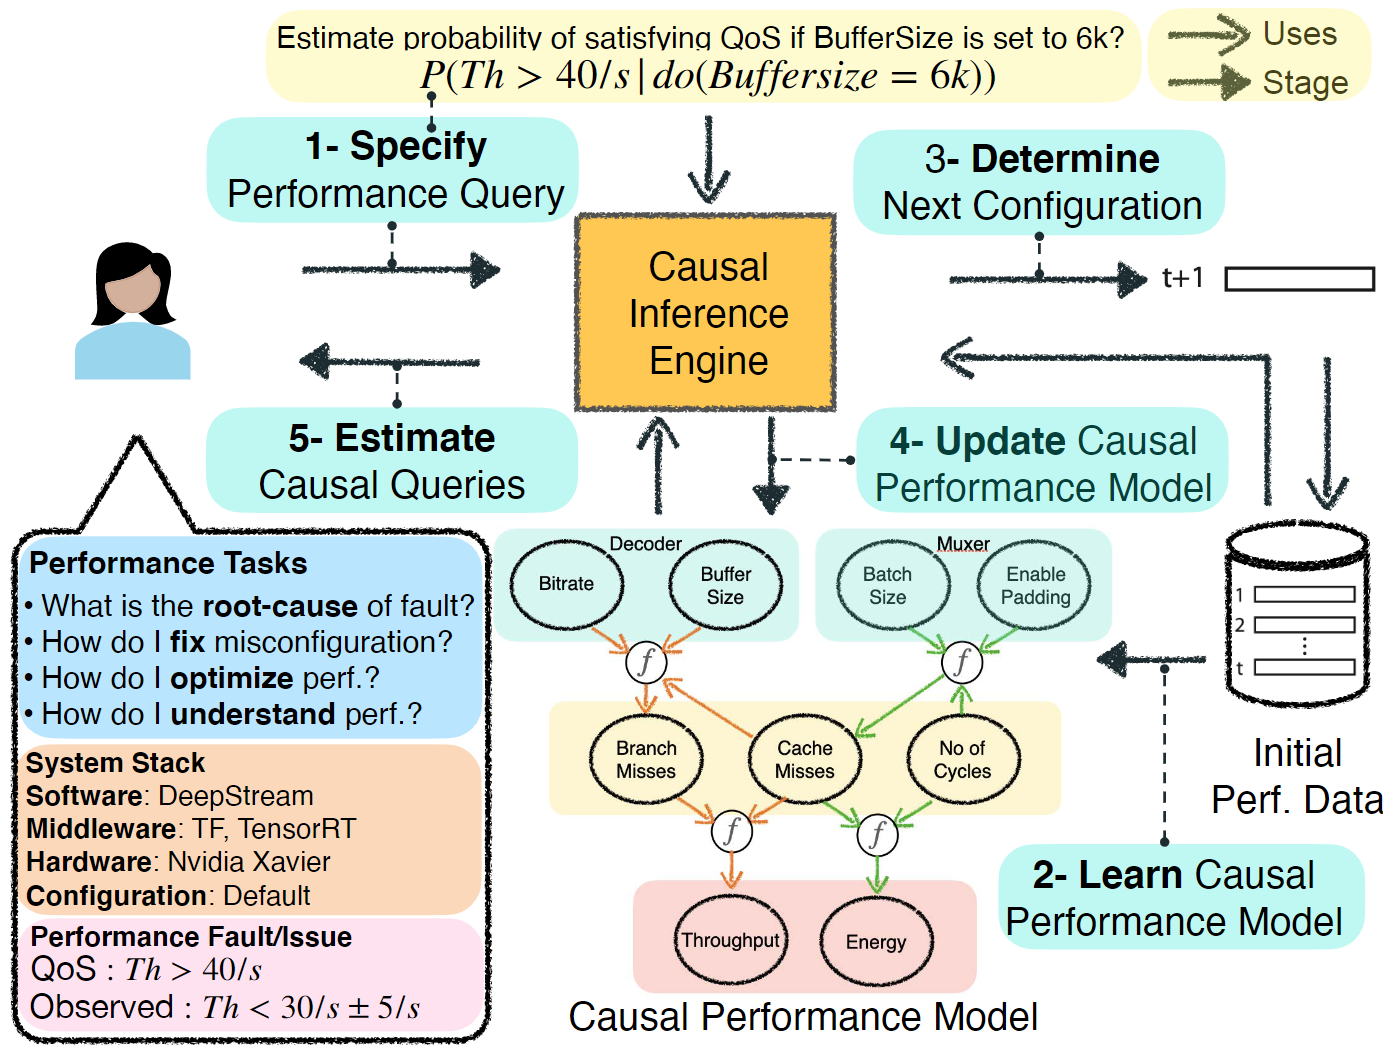 Estimate probability of satisfying QoS if BufferSize is set to 6k?
P(Th > 40/s | do(Buffersize = 6k))
Uses
Stage
1- Specify
Performance Query
3- Determine
Next Configuration
Causal
Inference
Engine
t+1
5- Estimate
Causal Queries
4- Update Causal
Performance Model
Performance Tasks
• What is the root-cause of fault?
• How do I fix misconfiguration?
• How do I optimize perf.?
• How do I understand perf.?
System Stack
Software: DeepStream
Middleware: TF, TensorRT
Hardware: Nvidia Xavier
Configuration: Default
Performance Fault/Issue
QoS : Th > 40/s
Observed : Th < 30/s ± 5/s
Decoder
Bitrate
Buffer
Size
Muxer
Batch
Size
Enable
Padding
f
f
Branch
Misses
Cache
Misses
No of
Cycles
f
f
Throughput
Energy
Causal Performance Model
1
2
⋮
t
Initial
Perf. Data
2- Learn Causal
Performance Model